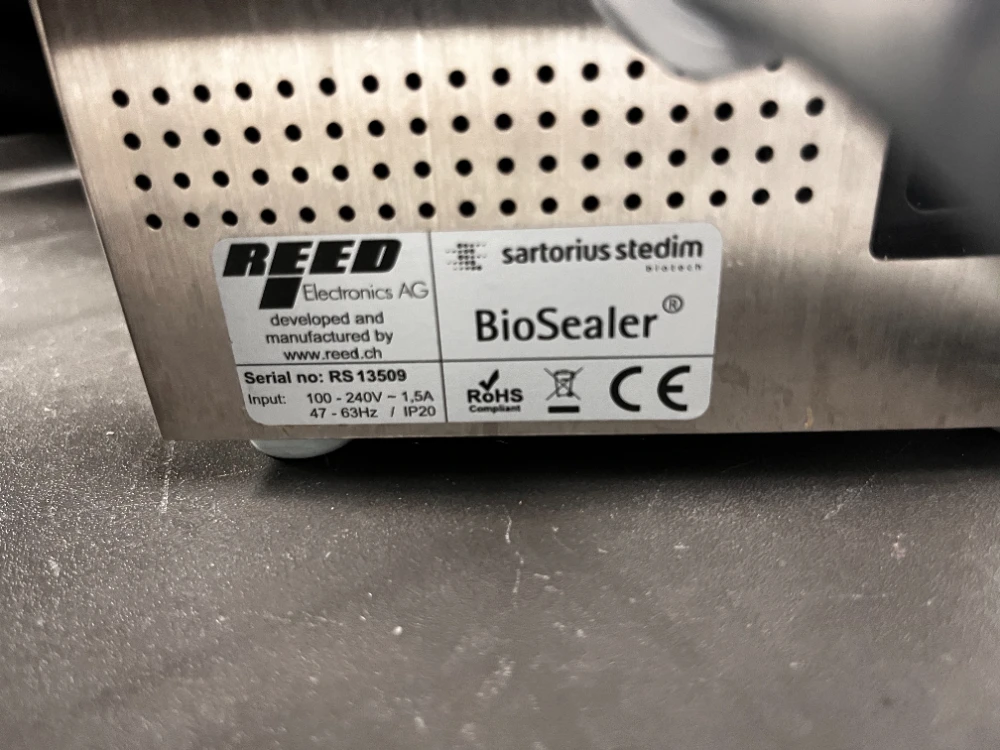 REED
Electronics AG
developed and
manufactured by
www.reed.ch
Serial no: RS 13509
Input: 100 - 240V ~ 1,5A
47 - 63Hz / IP20
sartorius stedim
biotech
BioSealer®
RoHS
Compliant
CE